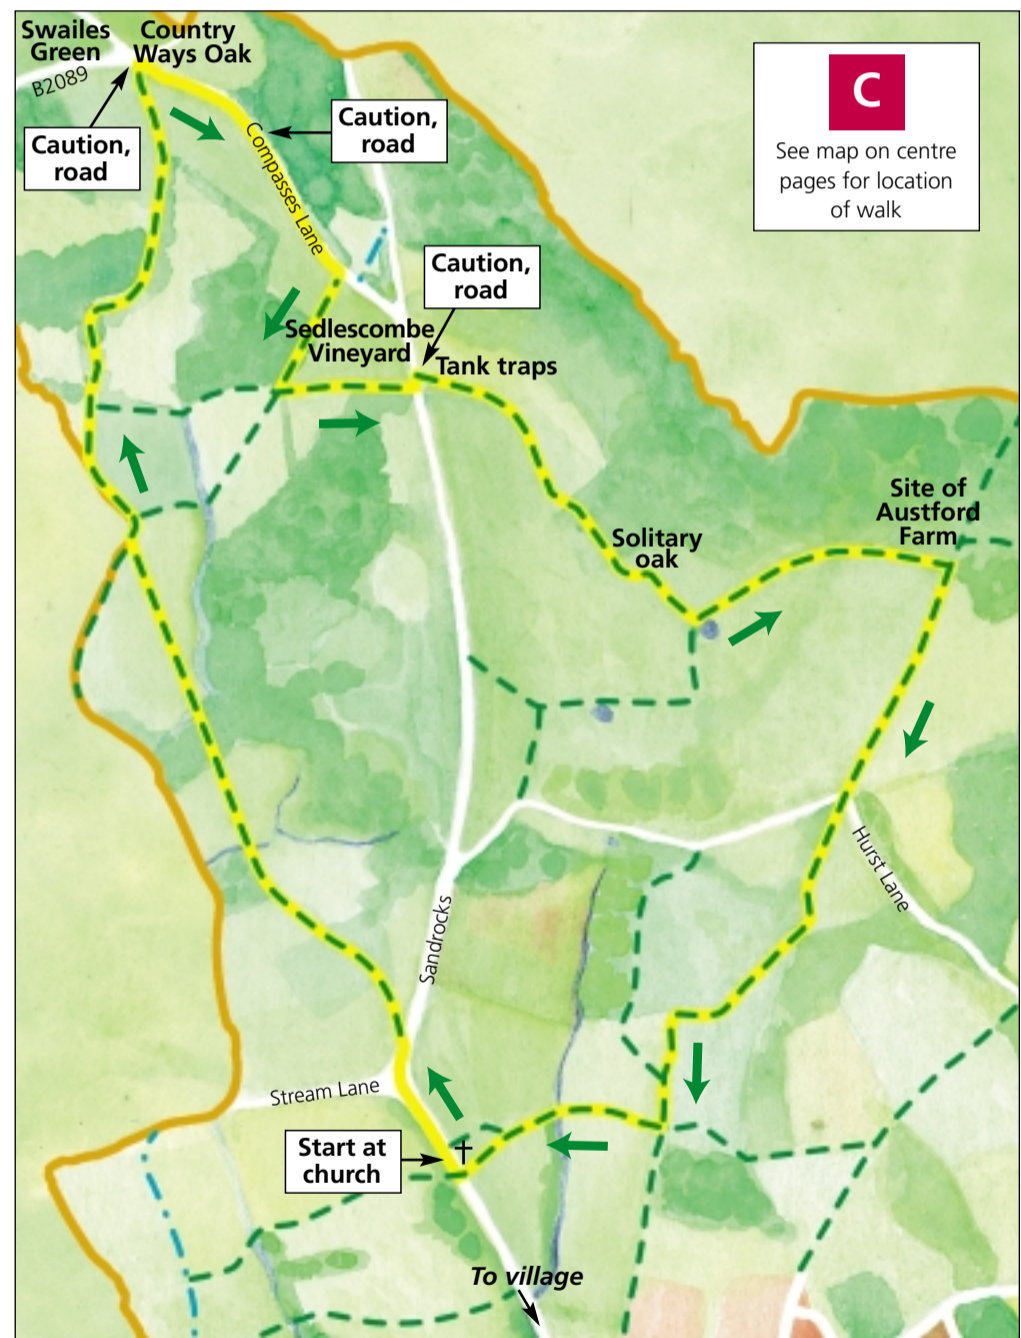 Swailes
Green
Country
Ways Oak
B2089
Caution,
road
Caution,
road
Compasses Lane
C
See map on centre
pages for location
of walk
Caution,
road
Sedlescombe
Vineyard
Tank traps
Site of
Austford
Farm
Solitary
oak
Hurst Lane
Sandrocks
Stream Lane
Start at
church
To village